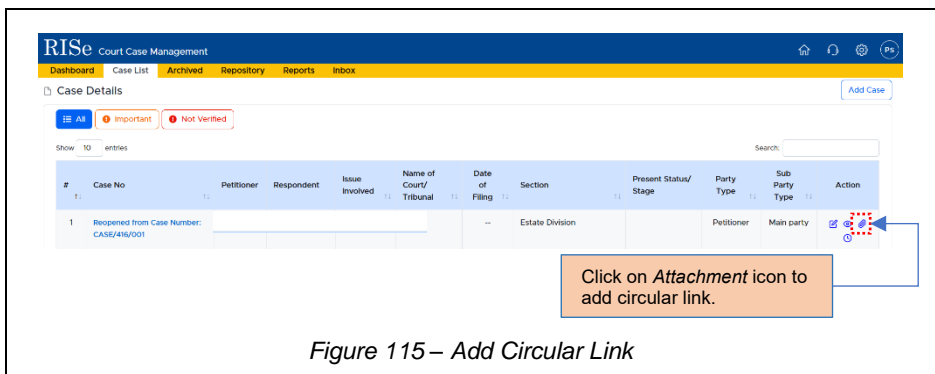 RISe Court Case Management
Ps
Dashboard Case List Archived Repository Reports Inbox
Case Details
Add Case
All
Important
Not Verified
Show 10 entries
Search:
# Case No Petitioner Respondent Issue Involved Name of Court/ Tribunal Date of Filing Section Present Status/ Stage Party Type Sub Party Type Action
1 Reopened from Case Number: CASE/416/001 -- Estate Division Petitioner Main party
Click on Attachment icon to
add circular link.
Figure 115 – Add Circular Link